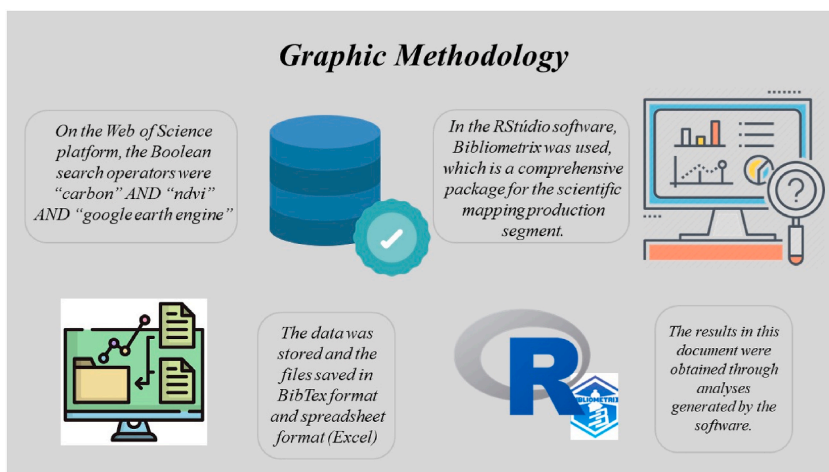 Graphic Methodology
On the Web of Science
platform, the Boolean
search operators were
“carbon” AND “ndvi”
AND “google earth engine”
In the RStúdio software,
Bibliometrix was used,
which is a comprehensive
package for the scientific
mapping production
segment.
?
The data was
stored and the
files saved in
BibTex format
and spreadsheet
format (Excel)
R
The results in this
document were
obtained through
analyses
generated by the
software.